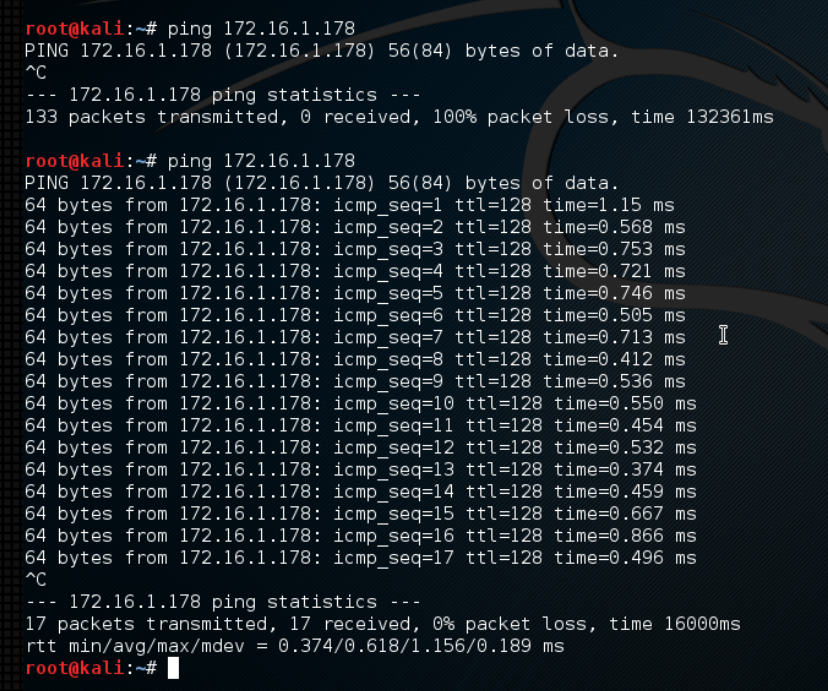 root@kali:~# ping 172.16.1.178
PING 172.16.1.178 (172.16.1.178) 56(84) bytes of data.
^C
--- 172.16.1.178 ping statistics ---
133 packets transmitted, 0 received, 100% packet loss, time 132361ms
root@kali:~# ping 172.16.1.178
PING 172.16.1.178 (172.16.1.178) 56(84) bytes of data.
64 bytes from 172.16.1.178: icmp_seq=1 ttl=128 time=1.15 ms
64 bytes from 172.16.1.178: icmp_seq=2 ttl=128 time=0.568 ms
64 bytes from 172.16.1.178: icmp_seq=3 ttl=128 time=0.753 ms
64 bytes from 172.16.1.178: icmp_seq=4 ttl=128 time=0.721 ms
64 bytes from 172.16.1.178: icmp_seq=5 ttl=128 time=0.746 ms
64 bytes from 172.16.1.178: icmp_seq=6 ttl=128 time=0.505 ms
64 bytes from 172.16.1.178: icmp_seq=7 ttl=128 time=0.713 ms
64 bytes from 172.16.1.178: icmp_seq=8 ttl=128 time=0.412 ms
64 bytes from 172.16.1.178: icmp_seq=9 ttl=128 time=0.536 ms
64 bytes from 172.16.1.178: icmp_seq=10 ttl=128 time=0.550 ms
64 bytes from 172.16.1.178: icmp_seq=11 ttl=128 time=0.454 ms
64 bytes from 172.16.1.178: icmp_seq=12 ttl=128 time=0.532 ms
64 bytes from 172.16.1.178: icmp_seq=13 ttl=128 time=0.374 ms
64 bytes from 172.16.1.178: icmp_seq=14 ttl=128 time=0.459 ms
64 bytes from 172.16.1.178: icmp_seq=15 ttl=128 time=0.667 ms
64 bytes from 172.16.1.178: icmp_seq=16 ttl=128 time=0.866 ms
64 bytes from 172.16.1.178: icmp_seq=17 ttl=128 time=0.496 ms
^C
--- 172.16.1.178 ping statistics ---
17 packets transmitted, 17 received, 0% packet loss, time 16000ms
rtt min/avg/max/mdev = 0.374/0.618/1.156/0.189 ms
root@kali:~#